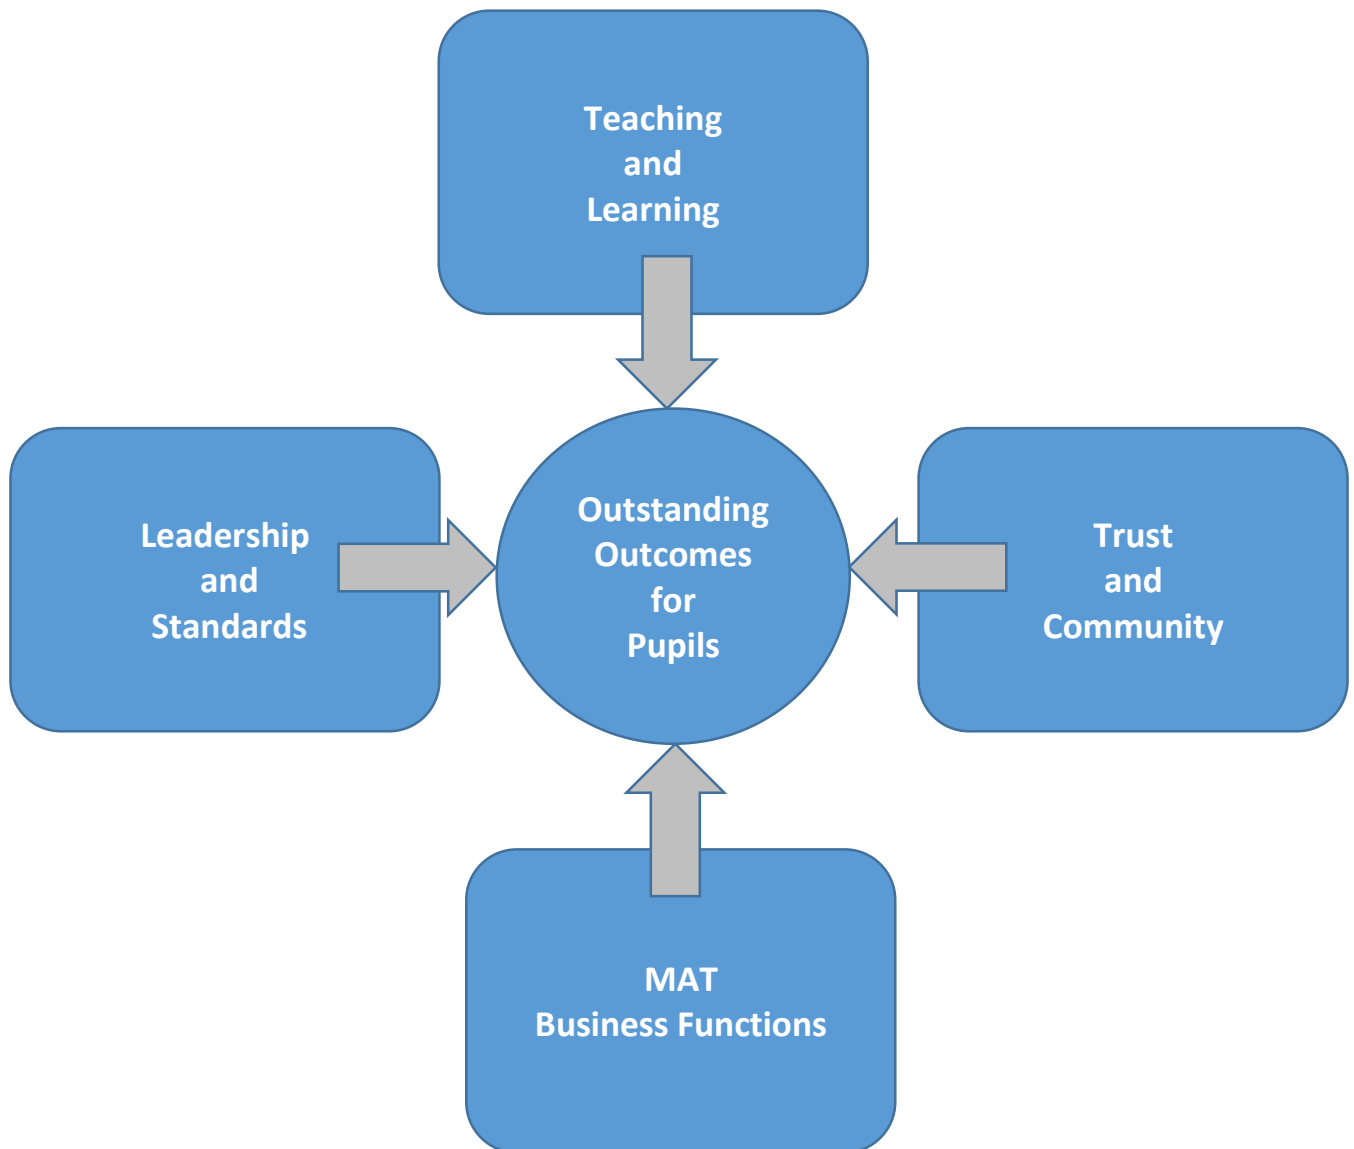 Teaching
and
Learning
Leadership
and
Standards
Outstanding
Outcomes
for
Pupils
Trust
and
Community
MAT
Business Functions